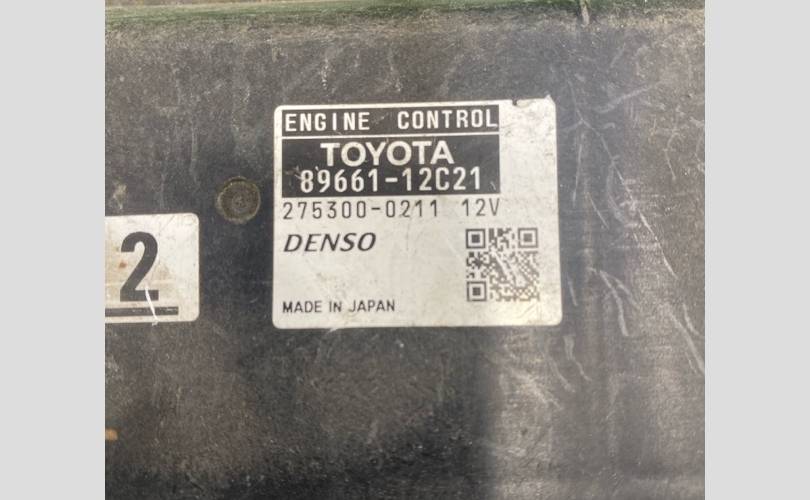 ENGINE CONTROL
TOYOTA
89661-12C21
275300-0211 12V
DENSO
MADE IN JAPAN
2